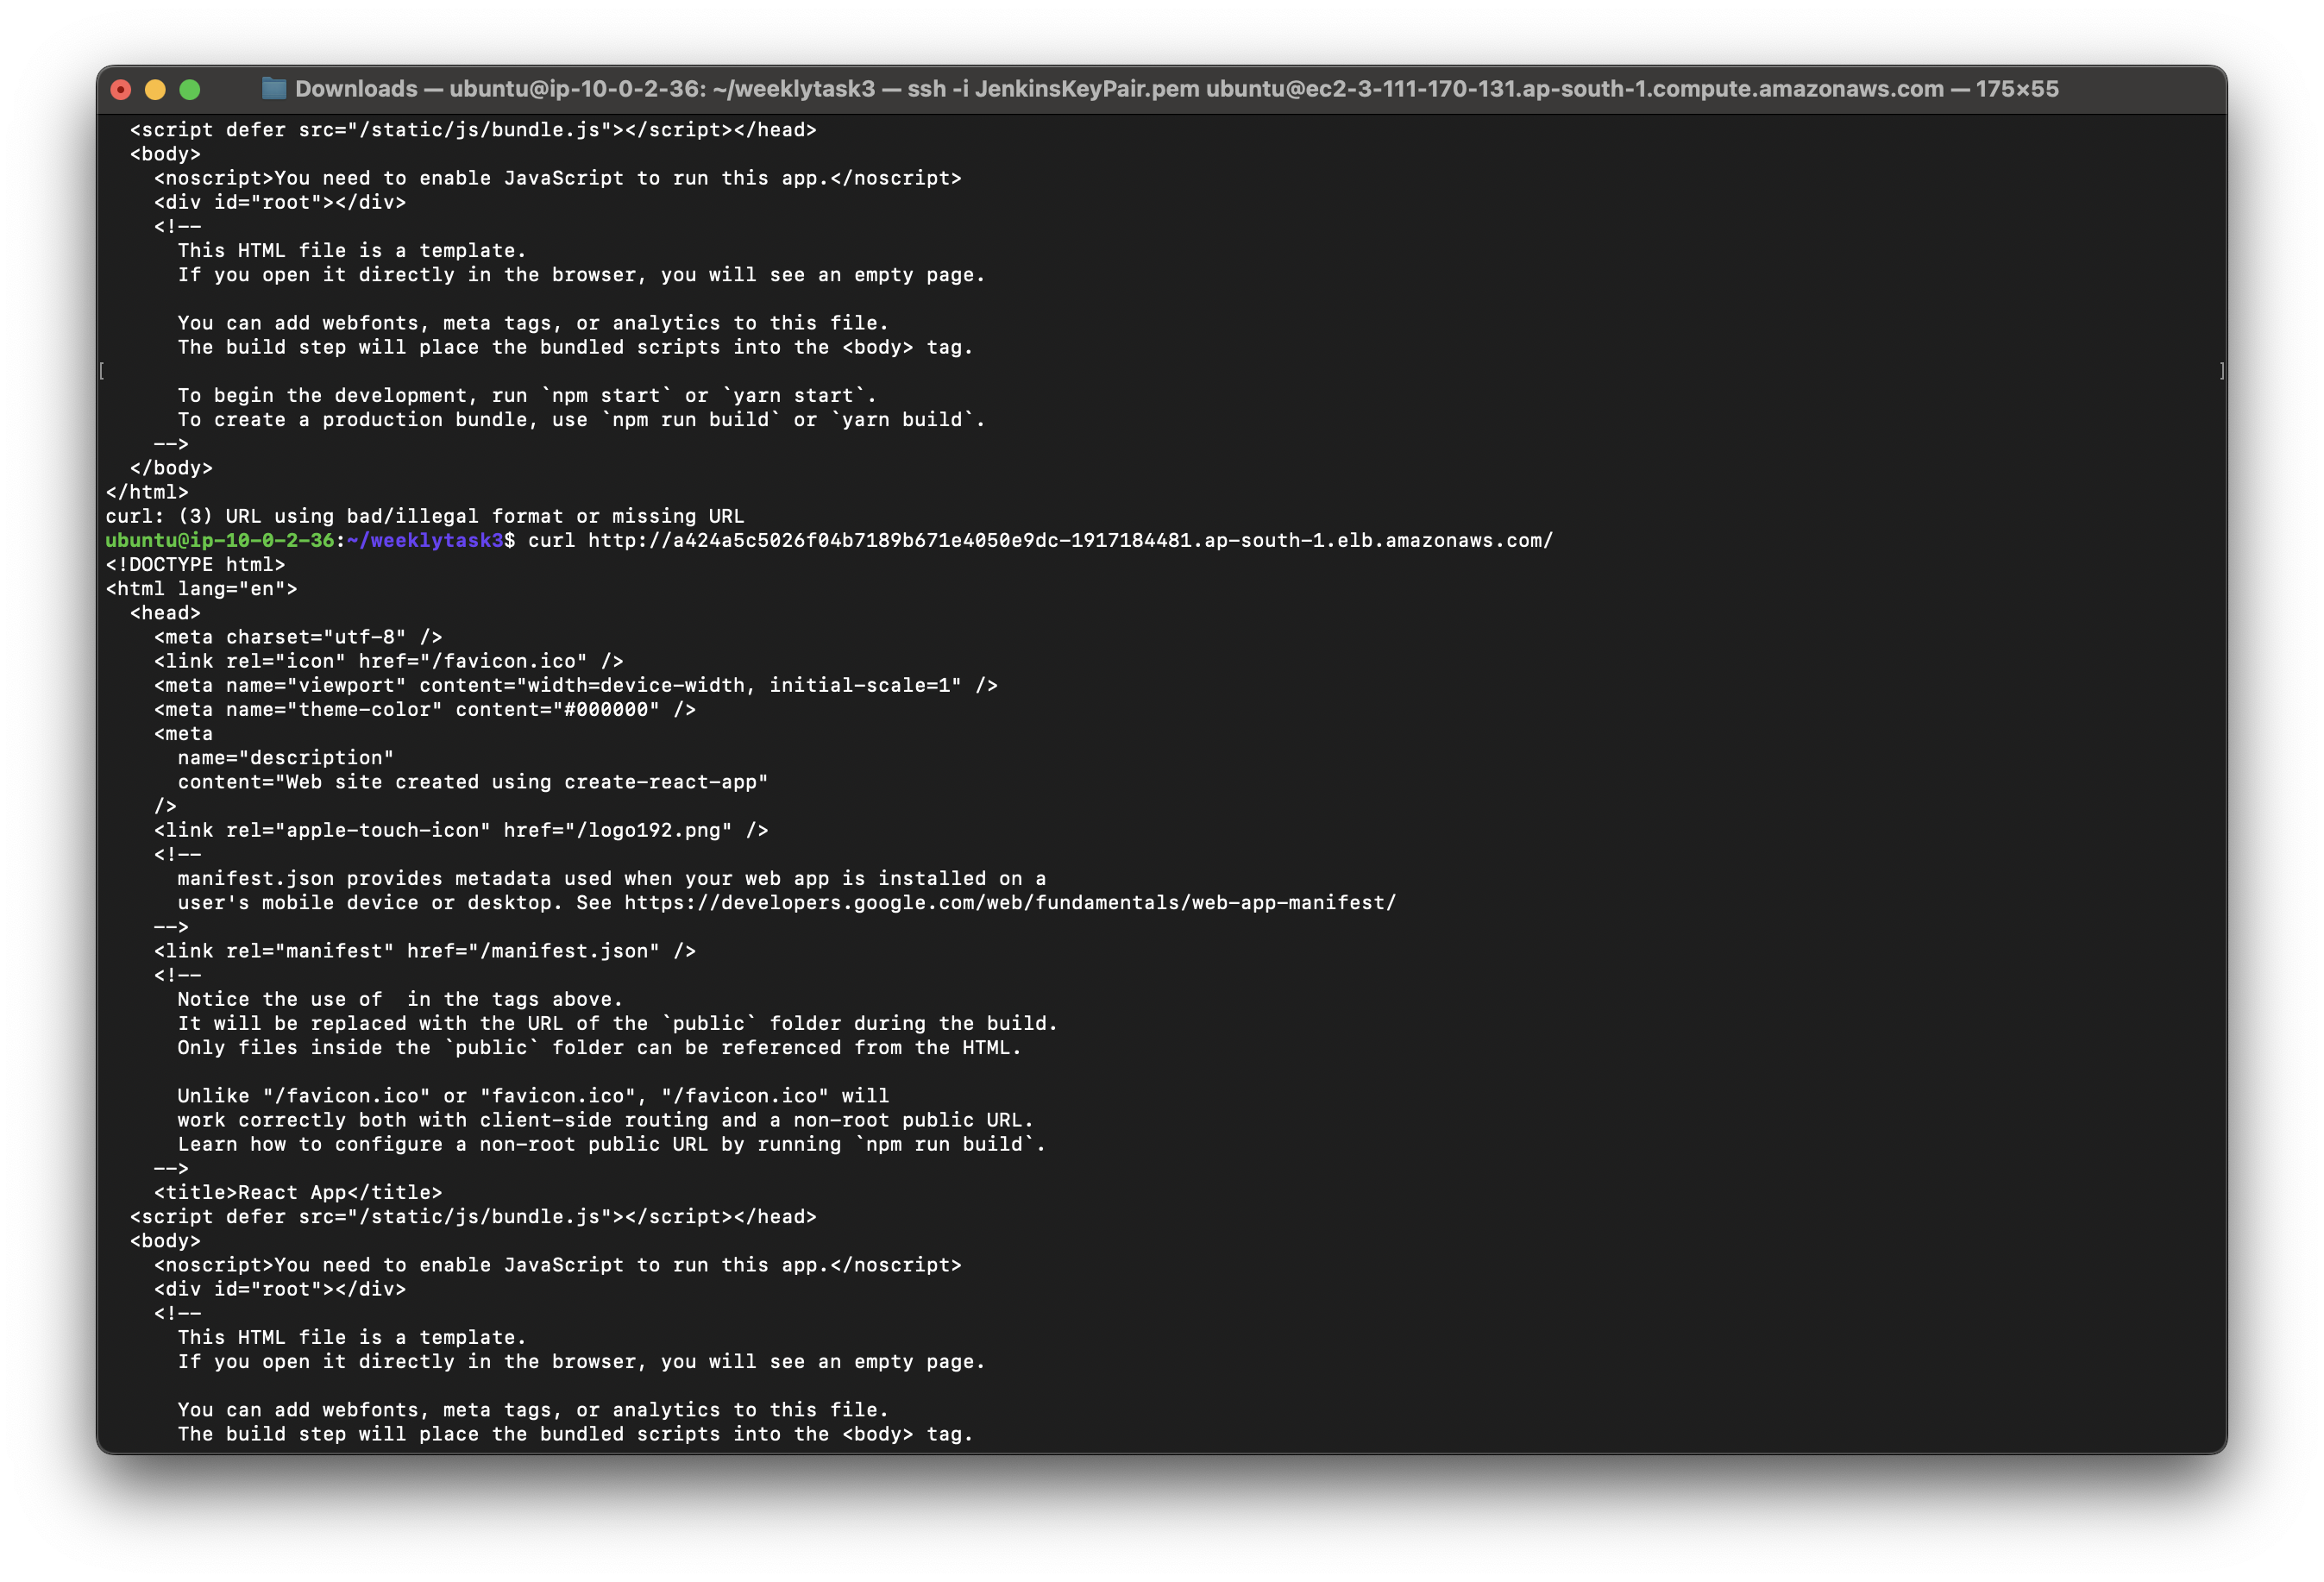 Downloads — ubuntu@ip-10-0-2-36: ~/weeklytask3 — ssh -i JenkinsKeyPair.pem ubuntu@ec2-3-111-170-131.ap-south-1.compute.amazonaws.com — 175×55
  <script defer src="/static/js/bundle.js"></script></head>
  <body>
    <noscript>You need to enable JavaScript to run this app.</noscript>
    <div id="root"></div>
    <!--
      This HTML file is a template.
      If you open it directly in the browser, you will see an empty page.

      You can add webfonts, meta tags, or analytics to this file.
      The build step will place the bundled scripts into the <body> tag.
[ ]
      To begin the development, run `npm start` or `yarn start`.
      To create a production bundle, use `npm run build` or `yarn build`.
    -->
  </body>
</html>
curl: (3) URL using bad/illegal format or missing URL
ubuntu@ip-10-0-2-36:~/weeklytask3$ curl http://a424a5c5026f04b7189b671e4050e9dc-1917184481.ap-south-1.elb.amazonaws.com/
<!DOCTYPE html>
<html lang="en">
  <head>
    <meta charset="utf-8" />
    <link rel="icon" href="/favicon.ico" />
    <meta name="viewport" content="width=device-width, initial-scale=1" />
    <meta name="theme-color" content="#000000" />
    <meta
      name="description"
      content="Web site created using create-react-app"
    />
    <link rel="apple-touch-icon" href="/logo192.png" />
    <!--
      manifest.json provides metadata used when your web app is installed on a
      user's mobile device or desktop. See https://developers.google.com/web/fundamentals/web-app-manifest/
    -->
    <link rel="manifest" href="/manifest.json" />
    <!--
      Notice the use of  in the tags above.
      It will be replaced with the URL of the `public` folder during the build.
      Only files inside the `public` folder can be referenced from the HTML.

      Unlike "/favicon.ico" or "favicon.ico", "/favicon.ico" will
      work correctly both with client-side routing and a non-root public URL.
      Learn how to configure a non-root public URL by running `npm run build`.
    -->
    <title>React App</title>
  <script defer src="/static/js/bundle.js"></script></head>
  <body>
    <noscript>You need to enable JavaScript to run this app.</noscript>
    <div id="root"></div>
    <!--
      This HTML file is a template.
      If you open it directly in the browser, you will see an empty page.

      You can add webfonts, meta tags, or analytics to this file.
      The build step will place the bundled scripts into the <body> tag.